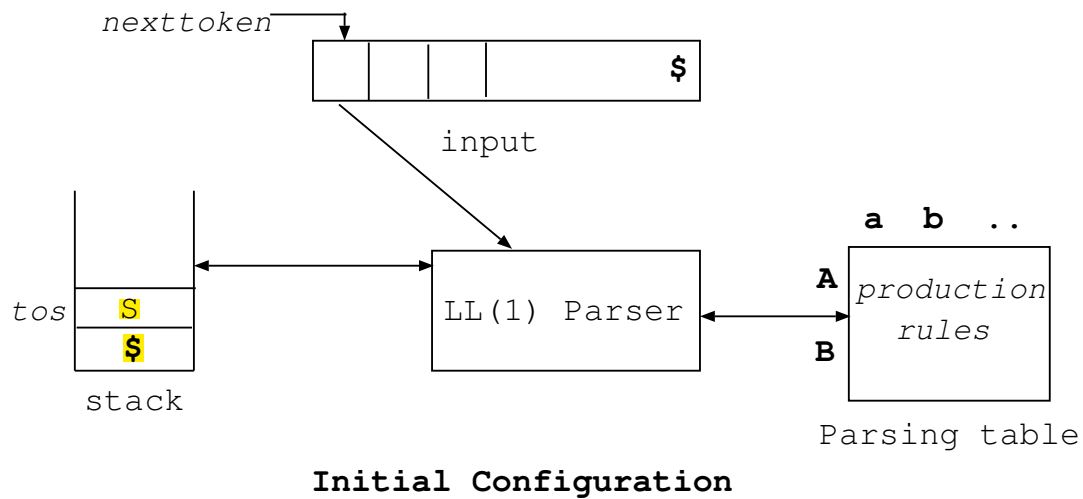 nexttoken
$
input
a b ..
tos
S
$
stack
LL(1) Parser
A
B
production
rules
Parsing table
Initial Configuration